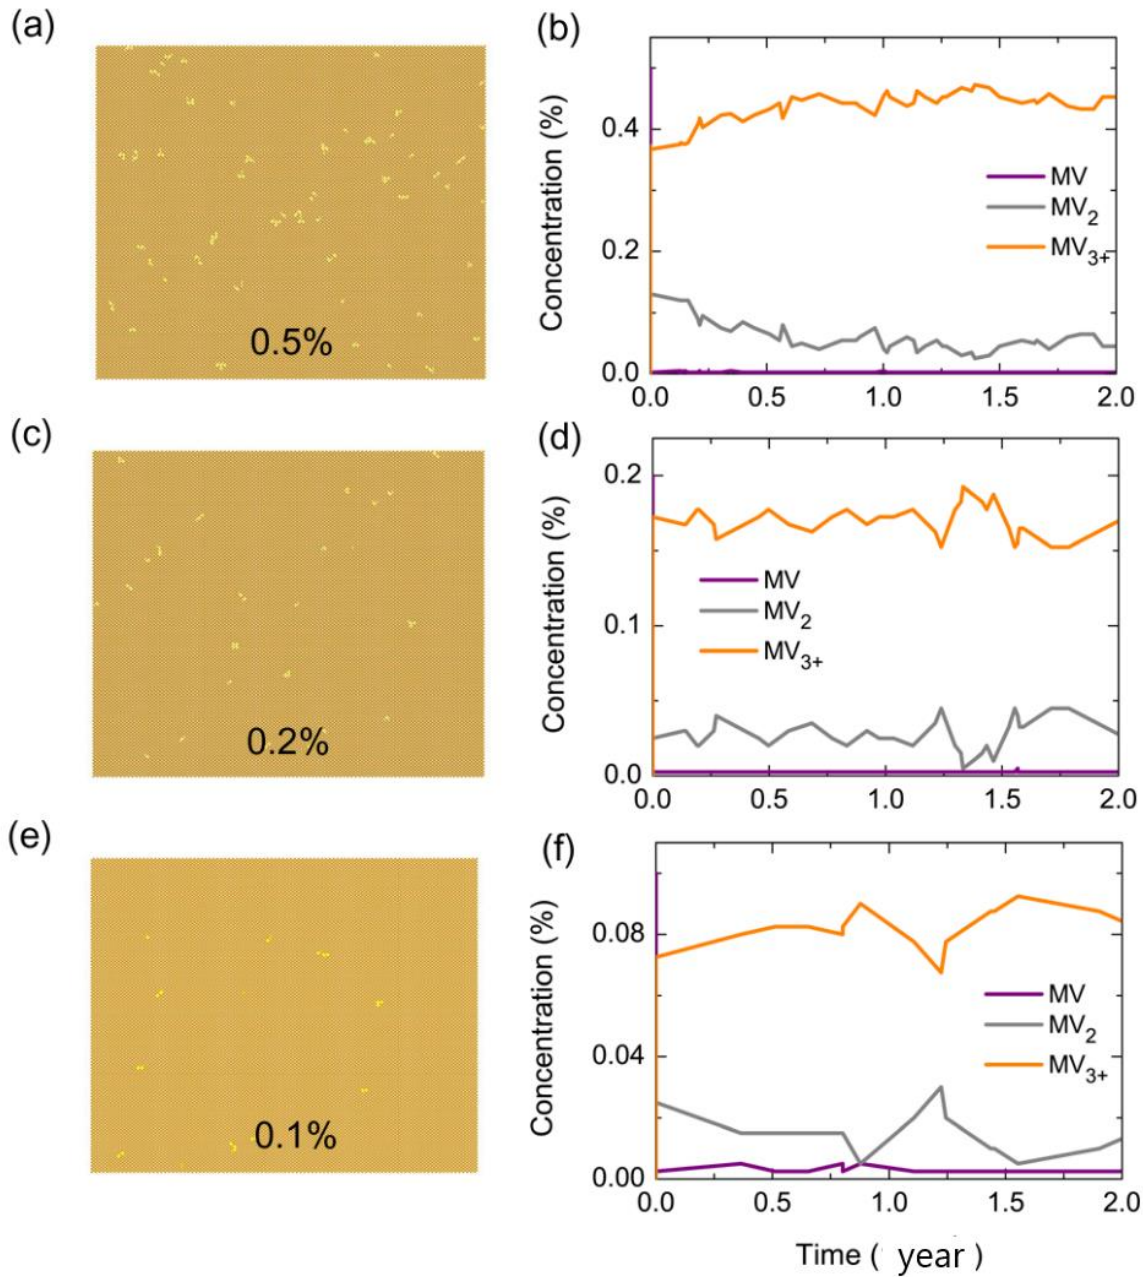 (a)
0.5%
(b)
Concentration (%)
0.4
0.2
0.0
0.0 0.5 1.0 1.5 2.0
MV
MV2
MV3+
(c)
0.2%
(d)
Concentration (%)
0.2
0.1
0.0
0.0 0.5 1.0 1.5 2.0
MV
MV2
MV3+
(e)
0.1%
(f)
Concentration (%)
0.08
0.04
0.00
0.0 0.5 1.0 1.5 2.0
MV
MV2
MV3+
Time ( year )